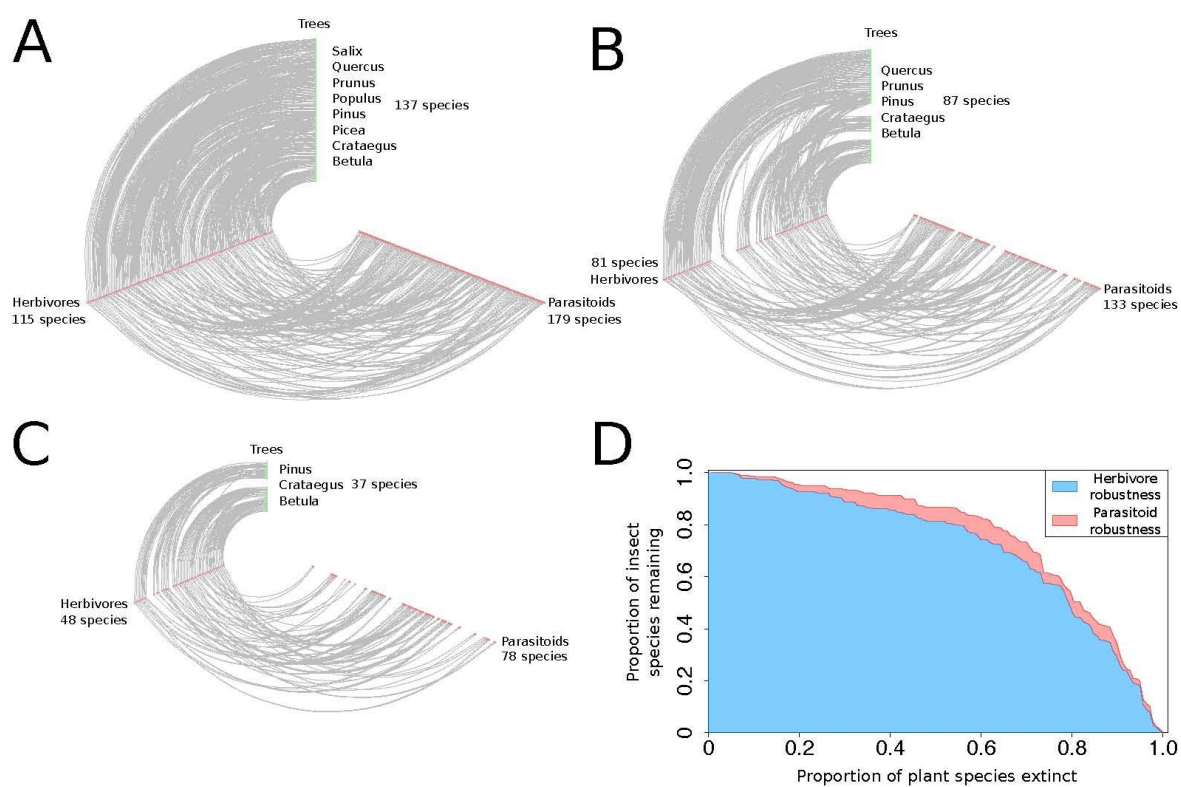 A
Trees
Salix
Quercus
Prunus
Populus
137 species
Pinus
Picea
Crataegus
Betula
Herbivores
115 species
Parasitoids
179 species
B
Trees
Quercus
Prunus
Pinus
87 species
Crataegus
Betula
81 species
Herbivores
Parasitoids
133 species
C
Trees
Pinus
Crataegus 37 species
Betula
Herbivores
48 species
Parasitoids
78 species
D
Herbivore
robustness
Parasitoid
robustness
Proportion of insect
species remaining
1.0
0.8
0.6
0.4
0.2
0
0
0.2
0.4
0.6
0.8
1.0
Proportion of plant species extinct